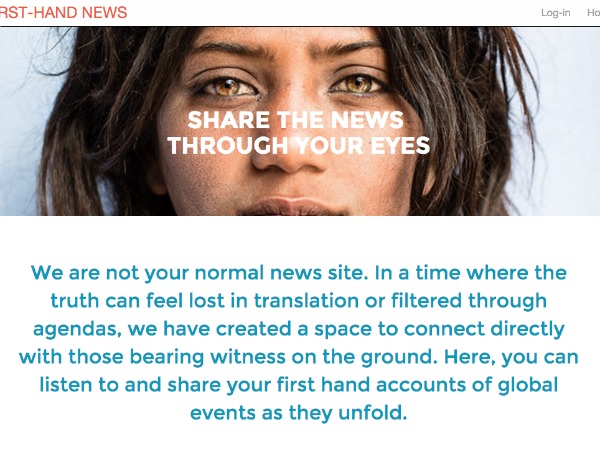 RST-HAND NEWS
Log-in
Ho
SHARE THE NEWS
THROUGH YOUR EYES
We are not your normal news site. In a time where the
truth can feel lost in translation or filtered through
agendas, we have created a space to connect directly
with those bearing witness on the ground. Here, you can
listen to and share your first hand accounts of global
events as they unfold.